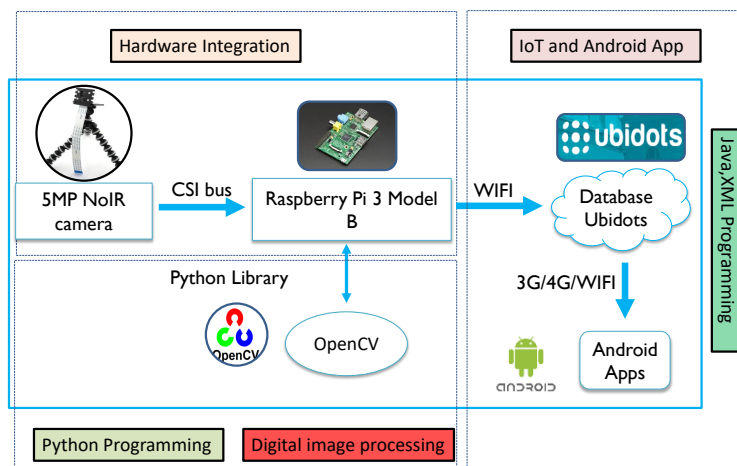 Hardware Integration
IoT and Android App
ubidots
5MP NoIR
camera
CSI bus
Raspberry Pi 3 Model
B
WIFI
Database
Ubidots
Java,XML Programming
Python Library
3G/4G/WIFI
OpenCV
OpenCV
ANDROID
Android
Apps
Python Programming
Digital image processing